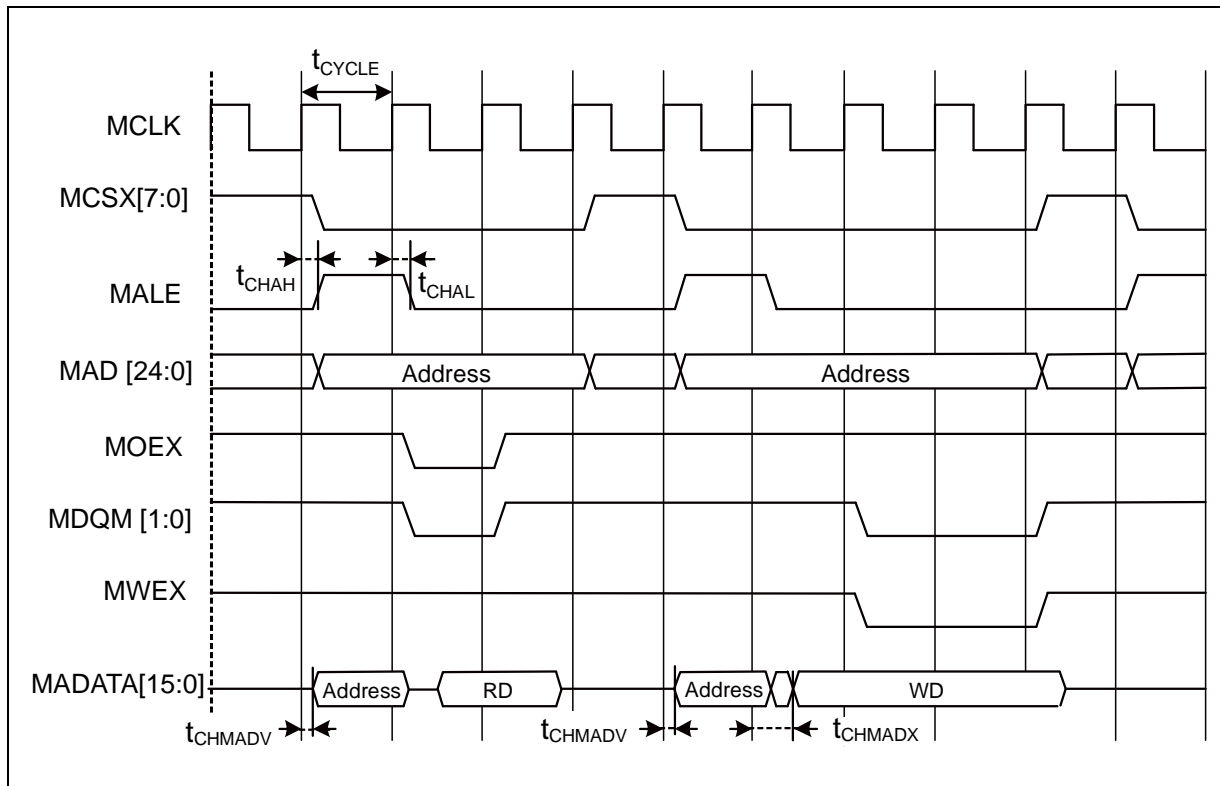 tCYCLE
MCLK
MCSX[7:0]
tCHAH
tCHAL
MALE
MAD [24:0]
Address
Address
MOEX
MDQM [1:0]
MWEX
MADATA[15:0]
Address
RD
Address
WD
tCHMADV
tCHMADV
tCHMADX